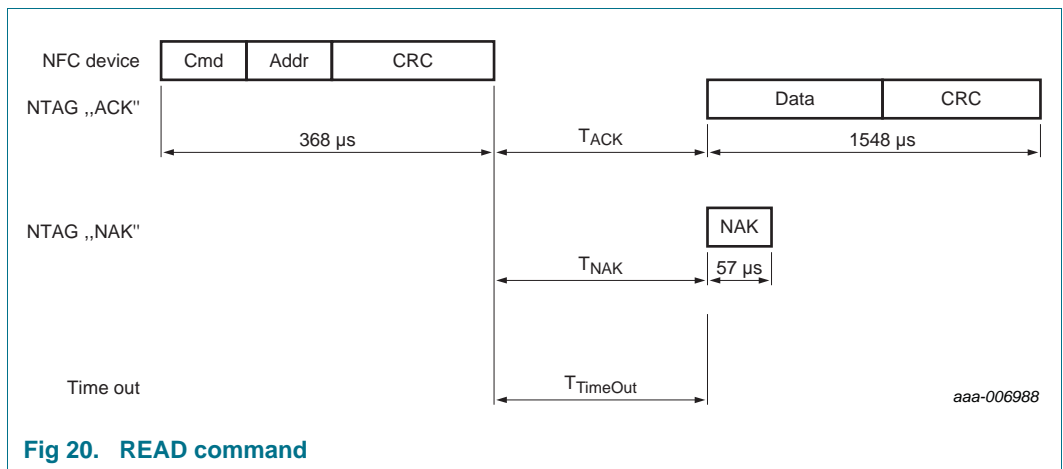 NFC device Cmd Addr CRC
NTAG ,,ACK" Data CRC
368 µs TACK 1548 µs
NTAG ,,NAK" NAK
TNAK 57 µs
Time out TTimeOut aaa-006988
Fig 20. READ command